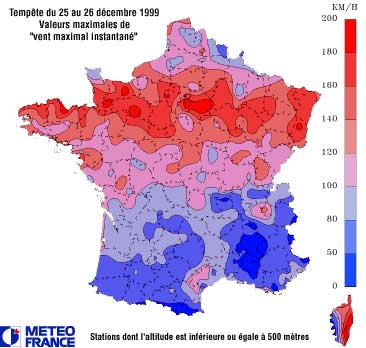 Tempête du 25 au 26 décembre 1999
Valeurs maximales de
"vent maximal instantané"
KM/H
200
180
160
140
120
100
80
60
50
0
METEO
FRANCE
Stations dont l'altitude est inférieure ou égale à 500 mètres